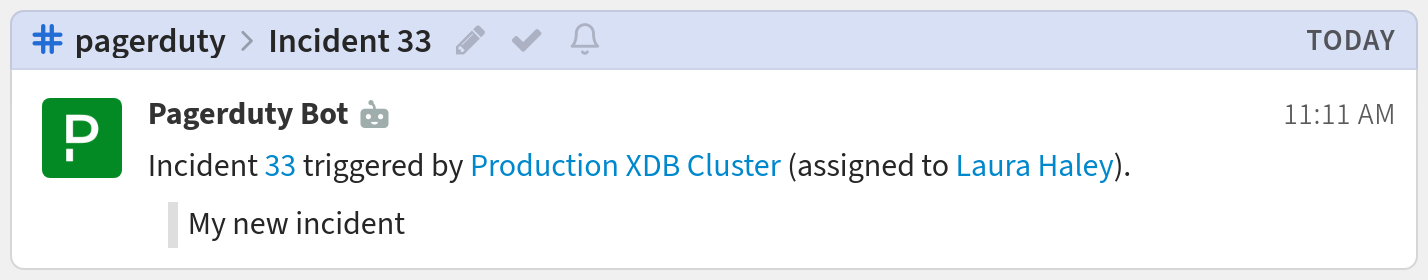 # pagerduty > Incident 33 TODAY
Pagerduty Bot 11:11 AM
Incident 33 triggered by Production XDB Cluster (assigned to Laura Haley).
My new incident